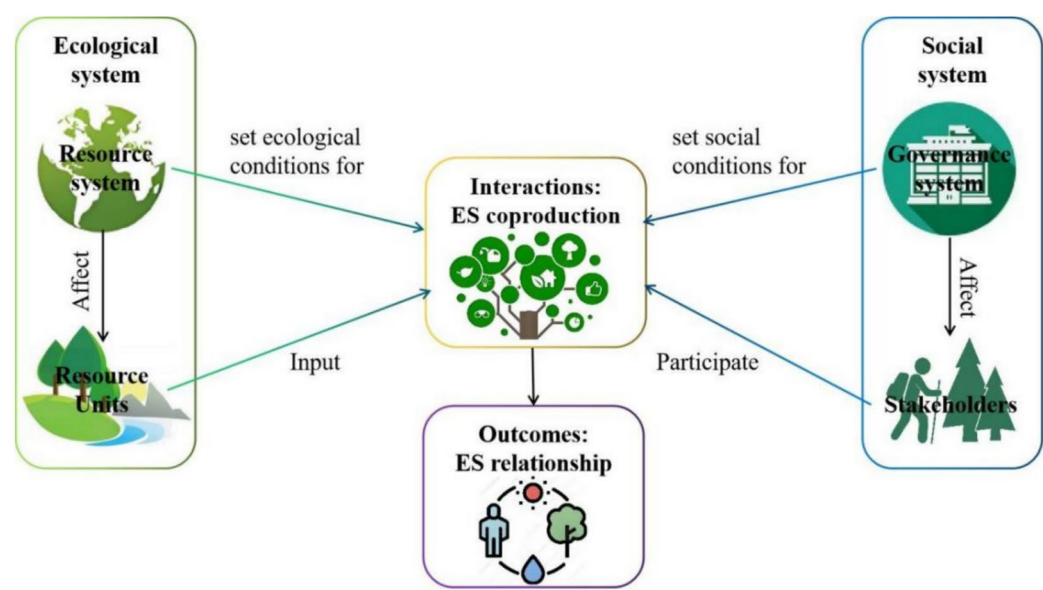 Ecological
system
Resource
system
Affect
Resource
Units
set ecological
conditions for
Input
Interactions:
ES coproduction
Outcomes:
ES relationship
set social
conditions for
Participate
Social
system
Governance
system
Affect
Stakeholders